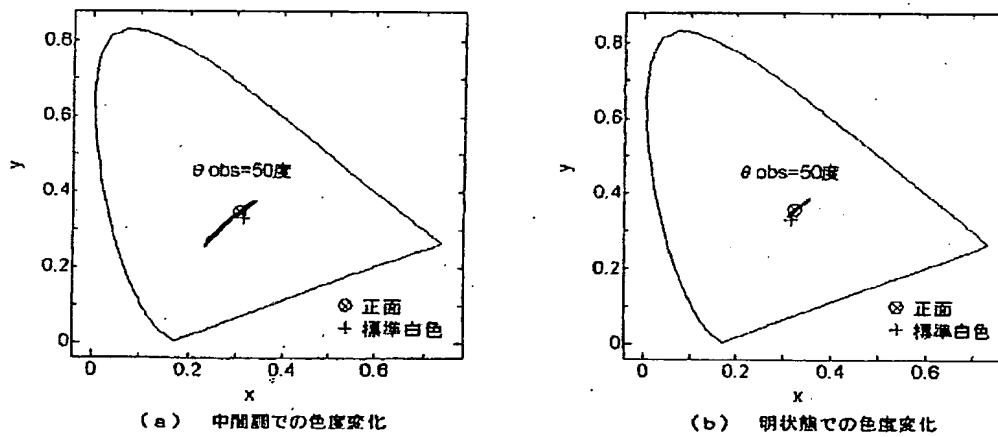 0.8
0.6
y
0.4
0.2
0
θ obs=50度
⊗ 正面
+ 標準白色
0 0.2 0.4 0.6
x
(a) 中間調での色度変化
0.8
0.6
y
0.4
0.2
0
θ obs=50度
⊗ 正面
+ 標準白色
0 0.2 0.4 0.6
x
(b) 明状態での色度変化